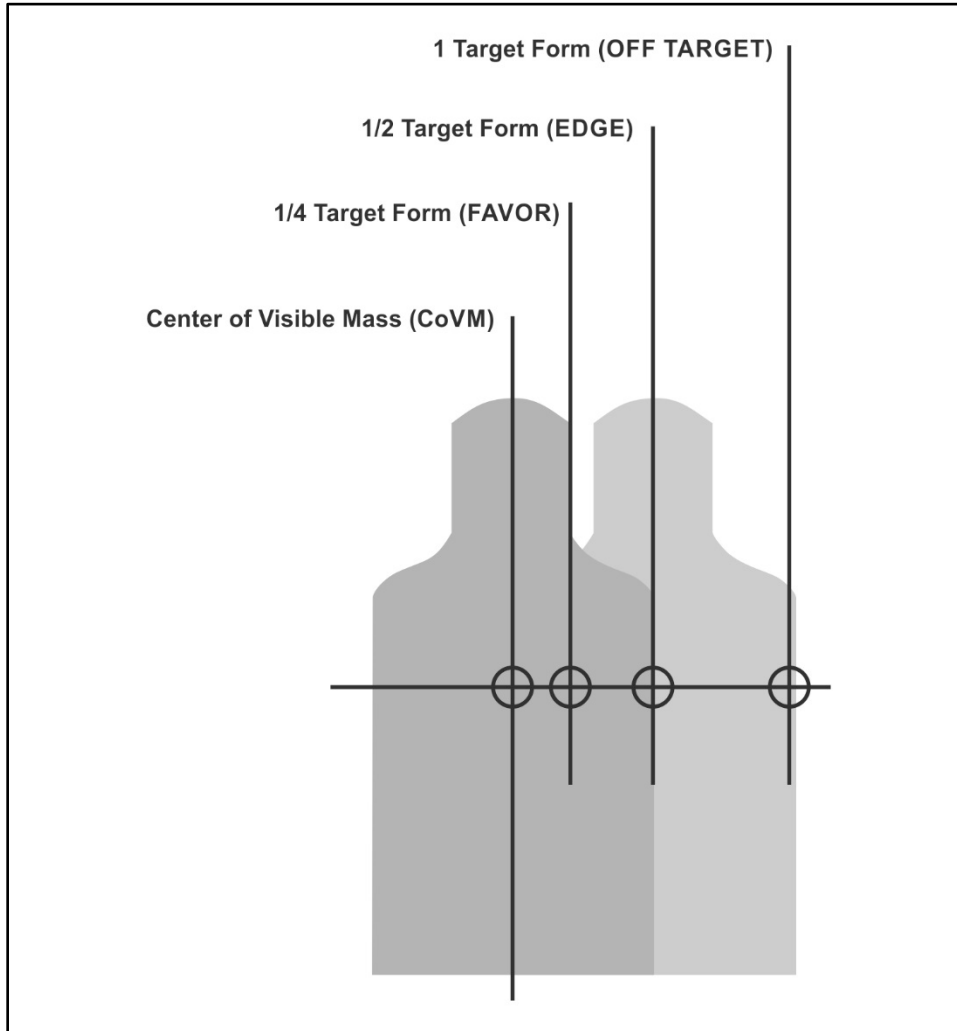 1 Target Form (OFF TARGET)
1/2 Target Form (EDGE)
1/4 Target Form (FAVOR)
Center of Visible Mass (CoVM)